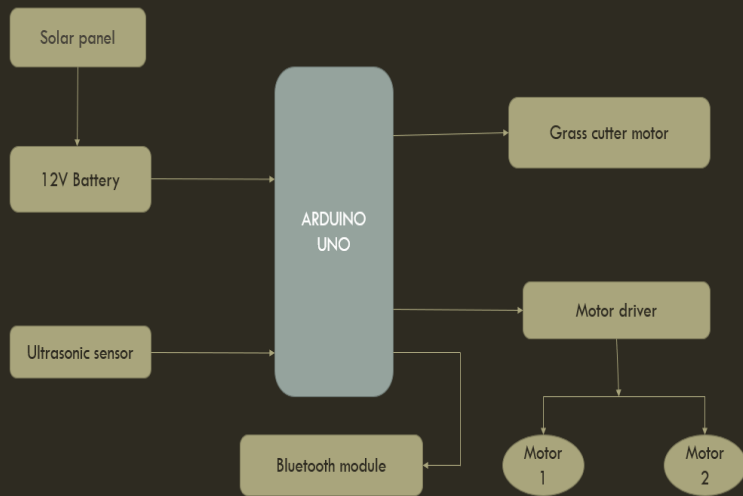 Solar panel
12V Battery
Ultrasonic sensor
ARDUINO
UNO
Grass cutter motor
Motor driver
Bluetooth module
Motor
1
Motor
2